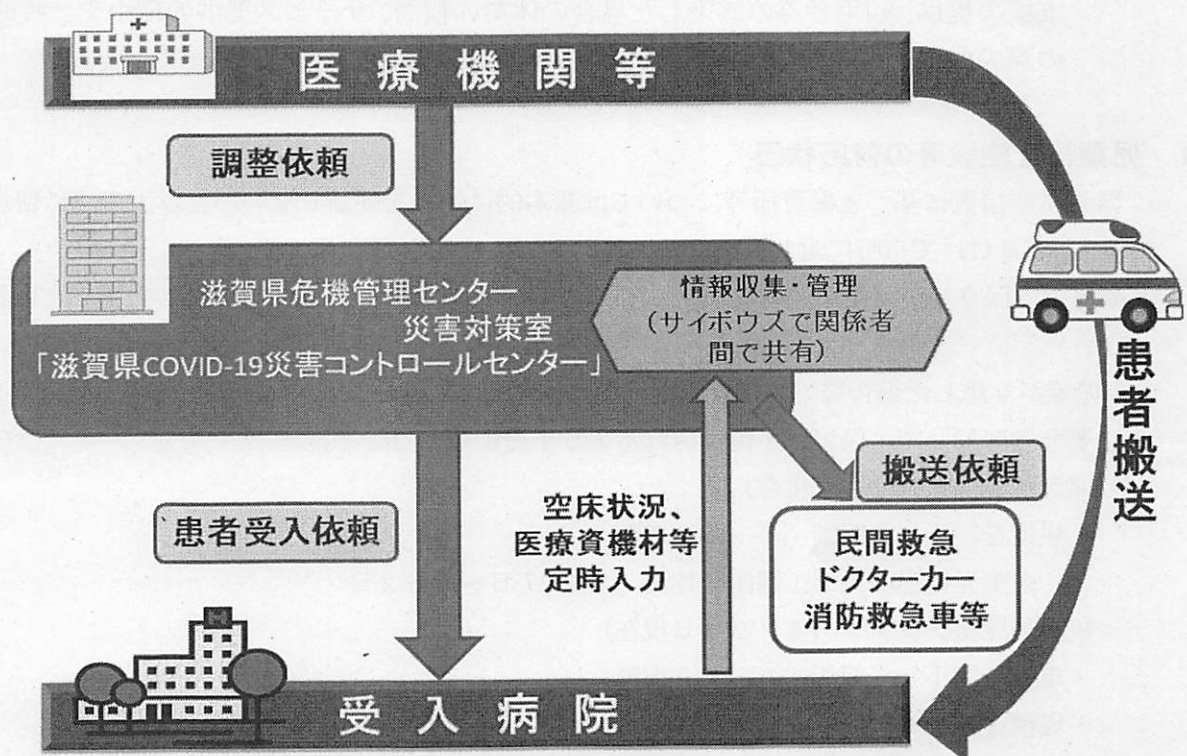 医療機関等
調整依頼
滋賀県危機管理センター
災害対策室
「滋賀県COVID-19災害コントロールセンター」
情報収集・管理
(サイボウズで関係者
間で共有)
患者搬送
搬送依頼
患者受入依頼
空床状況、
医療資機材等
定時入力
民間救急
ドクターカー
消防救急車等
H
受入病院